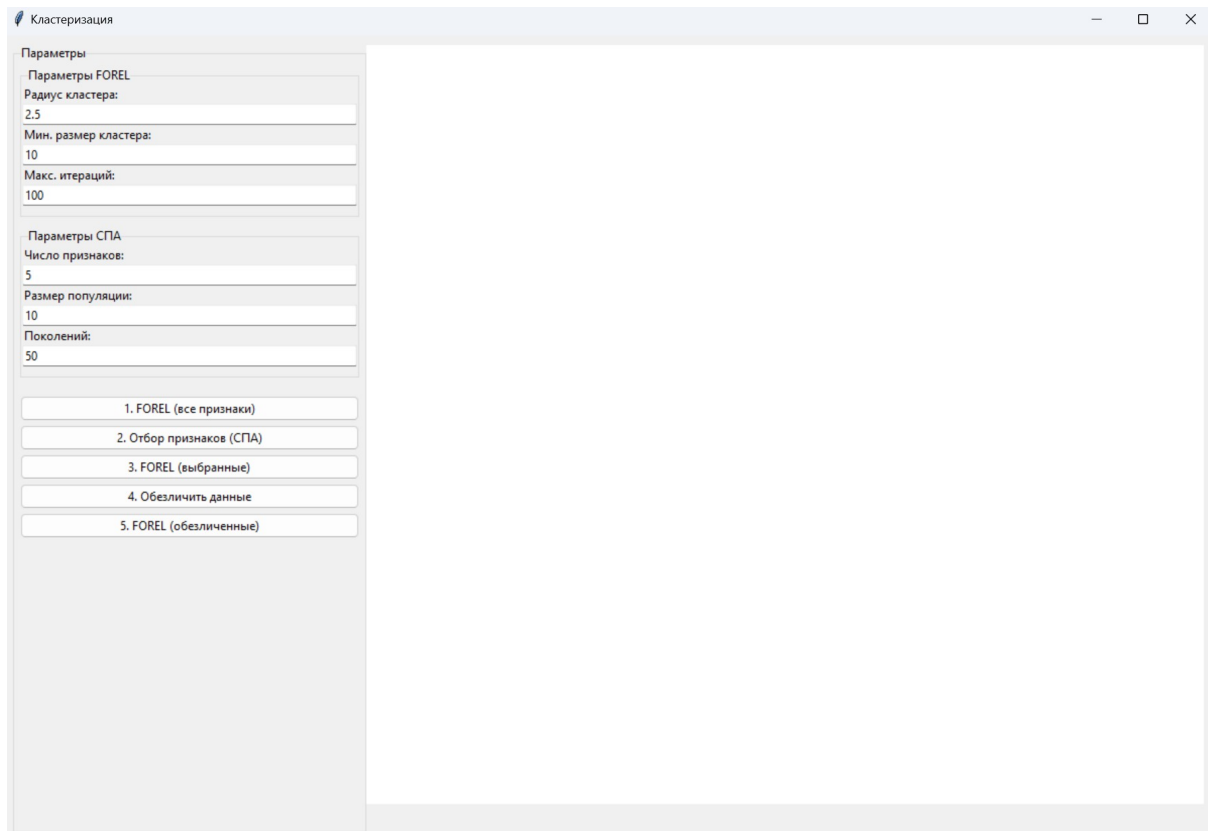 Кластеризация
Параметры
Параметры FOREL
Радиус кластера:
2.5
Мин. размер кластера:
10
Макс. итераций:
100
Параметры СПА
Число признаков:
5
Размер популяции:
10
Поколений:
50
1. FOREL (все признаки)
2. Отбор признаков (СПА)
3. FOREL (выбранные)
4. Обезличить данные
5. FOREL (обезличенные)